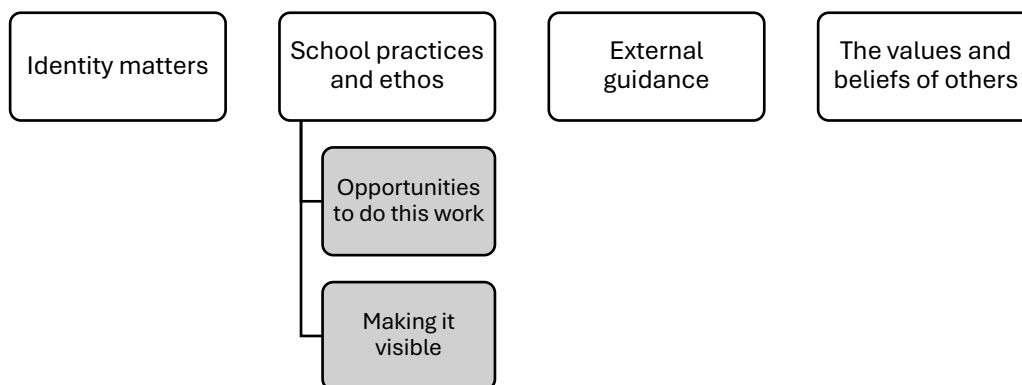 Identity matters
School practices
and ethos
External
guidance
The values and
beliefs of others
Opportunities
to do this work
Making it
visible